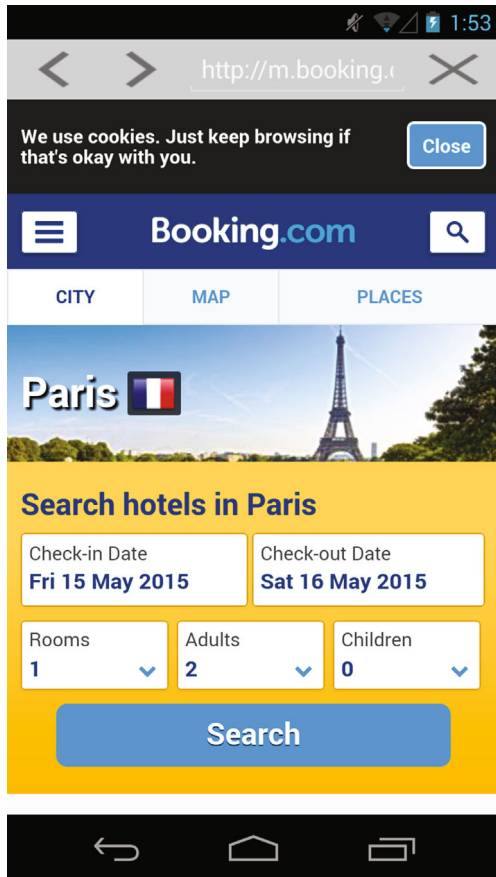 1:53
http://m.booking.
We use cookies. Just keep browsing if
that's okay with you.
Close
Booking.com
CITY MAP PLACES
Paris
Search hotels in Paris
Check-in Date Check-out Date
Fri 15 May 2015 Sat 16 May 2015
Rooms Adults Children
1 2 0
Search